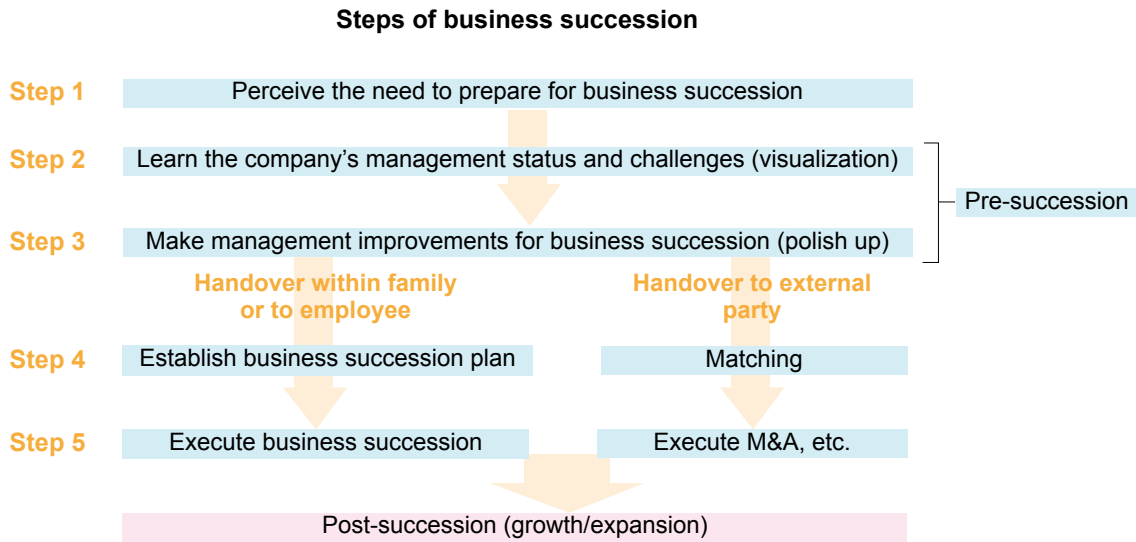 Steps of business succession
Step 1
Perceive the need to prepare for business succession
Step 2
Learn the company’s management status and challenges (visualization)
Pre-succession
Step 3
Make management improvements for business succession (polish up)
Handover within family
or to employee
Handover to external
party
Step 4
Establish business succession plan
Matching
Step 5
Execute business succession
Execute M&A, etc.
Post-succession (growth/expansion)